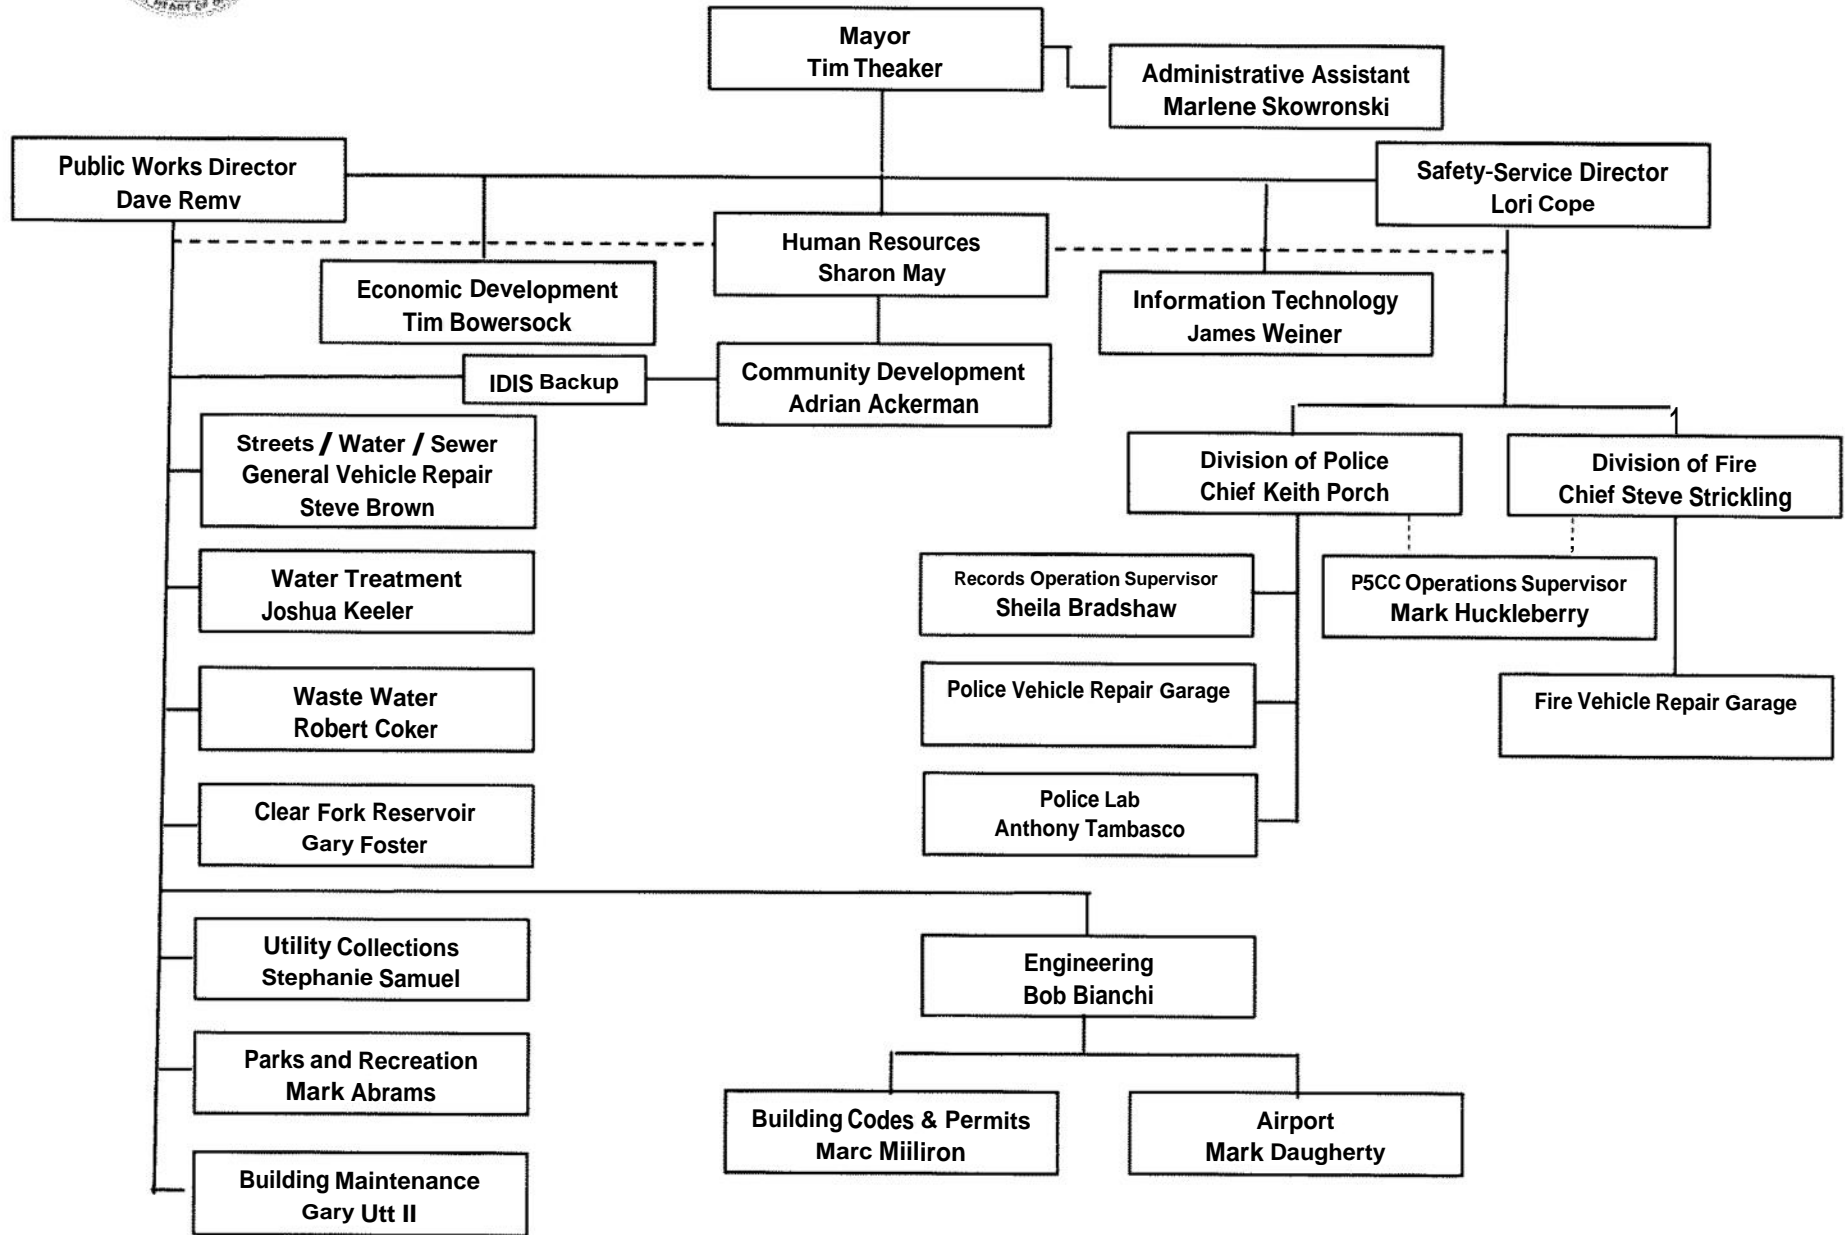 HEART OF
Mayor
Tim Theaker
Administrative Assistant
Marlene Skowronski
Public Works Director
Dave Remv
Safety-Service Director
Lori Cope
Human Resources
Sharon May
Economic Development
Tim Bowersock
Information Technology
James Weiner
IDIS Backup
Community Development
Adrian Ackerman
Streets / Water / Sewer
General Vehicle Repair
Steve Brown
Division of Police
Chief Keith Porch
Division of Fire
Chief Steve Strickling
Water Treatment
Joshua Keeler
Records Operation Supervisor
Sheila Bradshaw
P5CC Operations Supervisor
Mark Huckleberry
Waste Water
Robert Coker
Police Vehicle Repair Garage
Fire Vehicle Repair Garage
Clear Fork Reservoir
Gary Foster
Police Lab
Anthony Tambasco
Utility Collections
Stephanie Samuel
Engineering
Bob Bianchi
Parks and Recreation
Mark Abrams
Building Codes & Permits
Marc Miiliron
Airport
Mark Daugherty
Building Maintenance
Gary Utt II